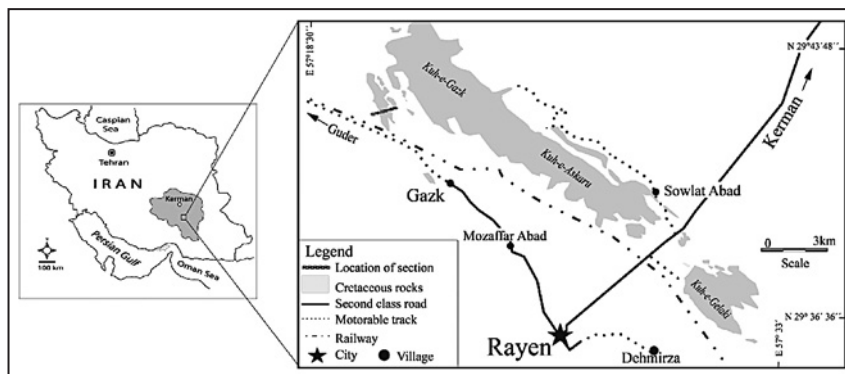 Caspian
Sea
Tehran
IRAN
Kerman
Persian Gulf
Oman Sea
100 km
E 57°18'30"
N 29°43'48"
Kuh-e-Gazk
Kerman
Guder
Kuh-e-Askaru
Gazk
Sowlat Abad
Mozaffar Abad
0 3km
Scale
Kuh-e-Geluki
Legend
Location of section
Cretaceous rocks
Second class road
Motorable track
Railway
City Village
Rayen
Dehmirza
N 29°36'36"
E 57°33'